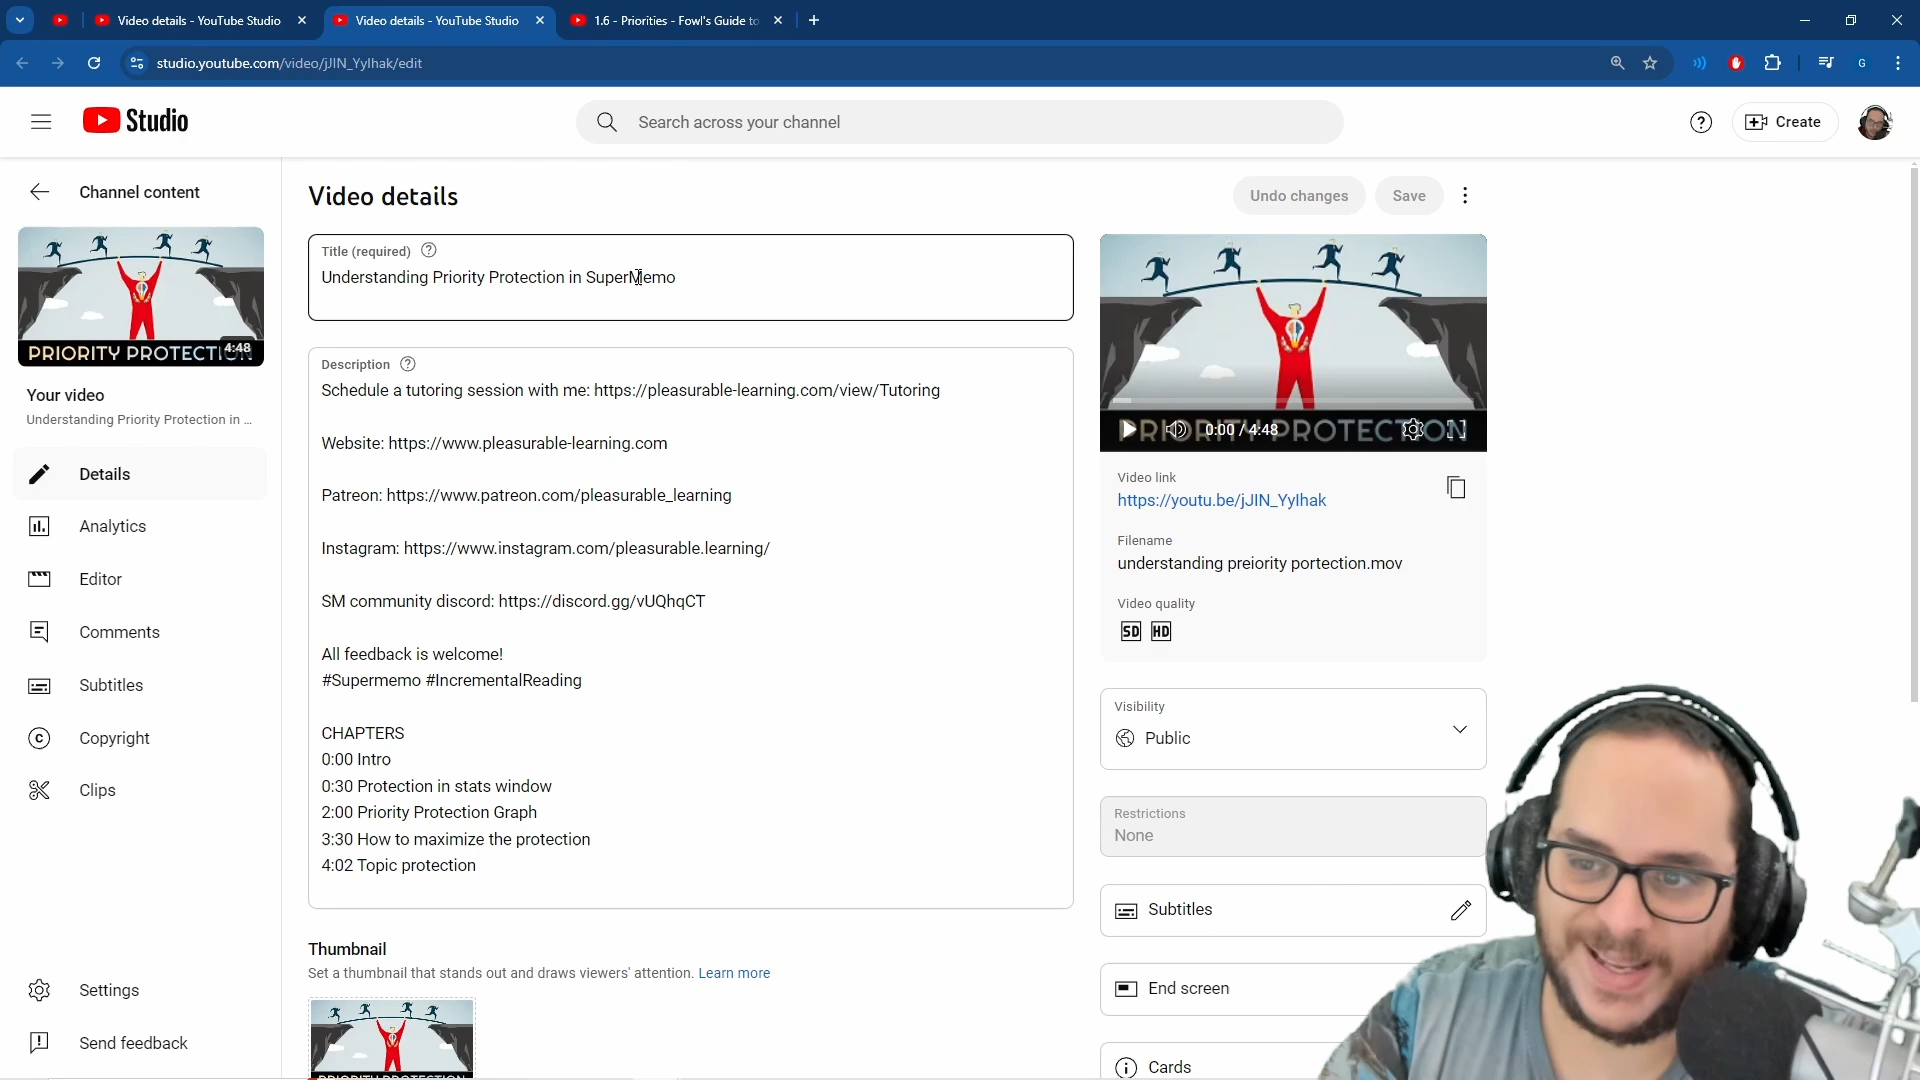 Video details - YouTube Studio
Video details - YouTube Studio
1.6 - Priorities - Fowl's Guide to
studio.youtube.com/video/jJIN_YyIhak/edit
G
Studio
Search across your channel
Create
Channel content
4:48
PRIORITY PROTECTION
Your video
Understanding Priority Protection in ...
Details
Analytics
Editor
Comments
Subtitles
Copyright
Clips
Settings
Send feedback
Video details
Undo changes
Save
Title (required)
Understanding Priority Protection in SuperMemo
Description
Schedule a tutoring session with me: https://pleasurable-learning.com/view/Tutoring
Website: https://www.pleasurable-learning.com
Patreon: https://www.patreon.com/pleasurable_learning
Instagram: https://www.instagram.com/pleasurable.learning/
SM community discord: https://discord.gg/vUQhqCT
All feedback is welcome!
#Supermemo #IncrementalReading
CHAPTERS
0:00 Intro
0:30 Protection in stats window
2:00 Priority Protection Graph
3:30 How to maximize the protection
4:02 Topic protection
Thumbnail
Set a thumbnail that stands out and draws viewers' attention. Learn more
PRIORITY PROTECTION
PRIORITY PROTECTION
0:00 / 4:48
Video link
https://youtu.be/jJIN_YyIhak
Filename
understanding preiority portection.mov
Video quality
SD HD
Visibility
Public
Restrictions
None
Subtitles
End screen
Cards